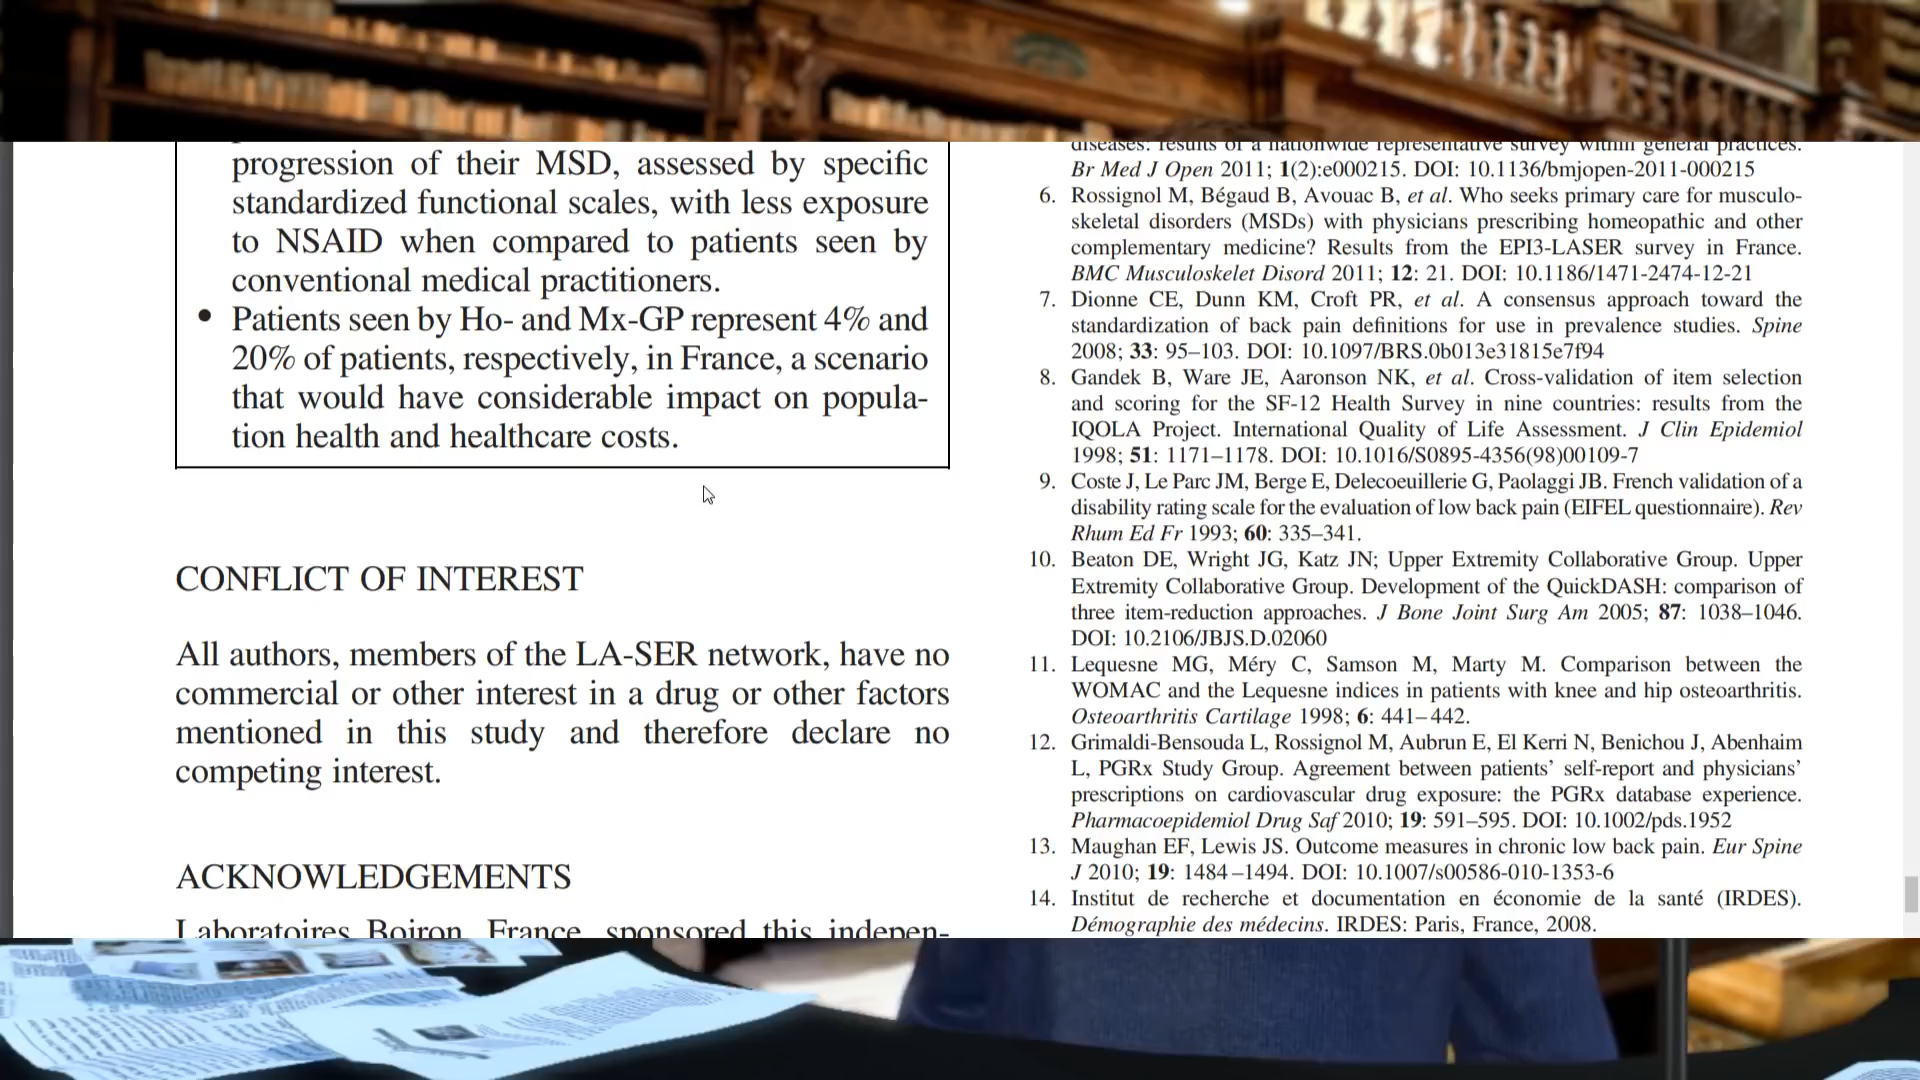 progression of their MSD, assessed by specific
standardized functional scales, with less exposure
to NSAID when compared to patients seen by
conventional medical practitioners.
• Patients seen by Ho- and Mx-GP represent 4% and
20% of patients, respectively, in France, a scenario
that would have considerable impact on popula-
tion health and healthcare costs.
CONFLICT OF INTEREST
All authors, members of the LA-SER network, have no
commercial or other interest in a drug or other factors
mentioned in this study and therefore declare no
competing interest.
ACKNOWLEDGEMENTS
Laboratoires Boiron, France, sponsored this indepen-
diseases: results of a nationwide representative survey within general practices.
Br Med J Open 2011; 1(2):e000215. DOI: 10.1136/bmjopen-2011-000215
6. Rossignol M, Bégaud B, Avouac B, et al. Who seeks primary care for musculo-
skeletal disorders (MSDs) with physicians prescribing homeopathic and other
complementary medicine? Results from the EPI3-LASER survey in France.
BMC Musculoskelet Disord 2011; 12: 21. DOI: 10.1186/1471-2474-12-21
7. Dionne CE, Dunn KM, Croft PR, et al. A consensus approach toward the
standardization of back pain definitions for use in prevalence studies. Spine
2008; 33: 95–103. DOI: 10.1097/BRS.0b013e31815e7f94
8. Gandek B, Ware JE, Aaronson NK, et al. Cross-validation of item selection
and scoring for the SF-12 Health Survey in nine countries: results from the
IQOLA Project. International Quality of Life Assessment. J Clin Epidemiol
1998; 51: 1171–1178. DOI: 10.1016/S0895-4356(98)00109-7
9. Coste J, Le Parc JM, Berge E, Delecoeuillerie G, Paolaggi JB. French validation of a
disability rating scale for the evaluation of low back pain (EIFEL questionnaire). Rev
Rhum Ed Fr 1993; 60: 335–341.
10. Beaton DE, Wright JG, Katz JN; Upper Extremity Collaborative Group. Upper
Extremity Collaborative Group. Development of the QuickDASH: comparison of
three item-reduction approaches. J Bone Joint Surg Am 2005; 87: 1038–1046.
DOI: 10.2106/JBJS.D.02060
11. Lequesne MG, Méry C, Samson M, Marty M. Comparison between the
WOMAC and the Lequesne indices in patients with knee and hip osteoarthritis.
Osteoarthritis Cartilage 1998; 6: 441–442.
12. Grimaldi-Bensouda L, Rossignol M, Aubrun E, El Kerri N, Benichou J, Abenhaim
L, PGRx Study Group. Agreement between patients’ self-report and physicians’
prescriptions on cardiovascular drug exposure: the PGRx database experience.
Pharmacoepidemiol Drug Saf 2010; 19: 591–595. DOI: 10.1002/pds.1952
13. Maughan EF, Lewis JS. Outcome measures in chronic low back pain. Eur Spine
J 2010; 19: 1484–1494. DOI: 10.1007/s00586-010-1353-6
14. Institut de recherche et documentation en économie de la santé (IRDES).
Démographie des médecins. IRDES: Paris, France, 2008.